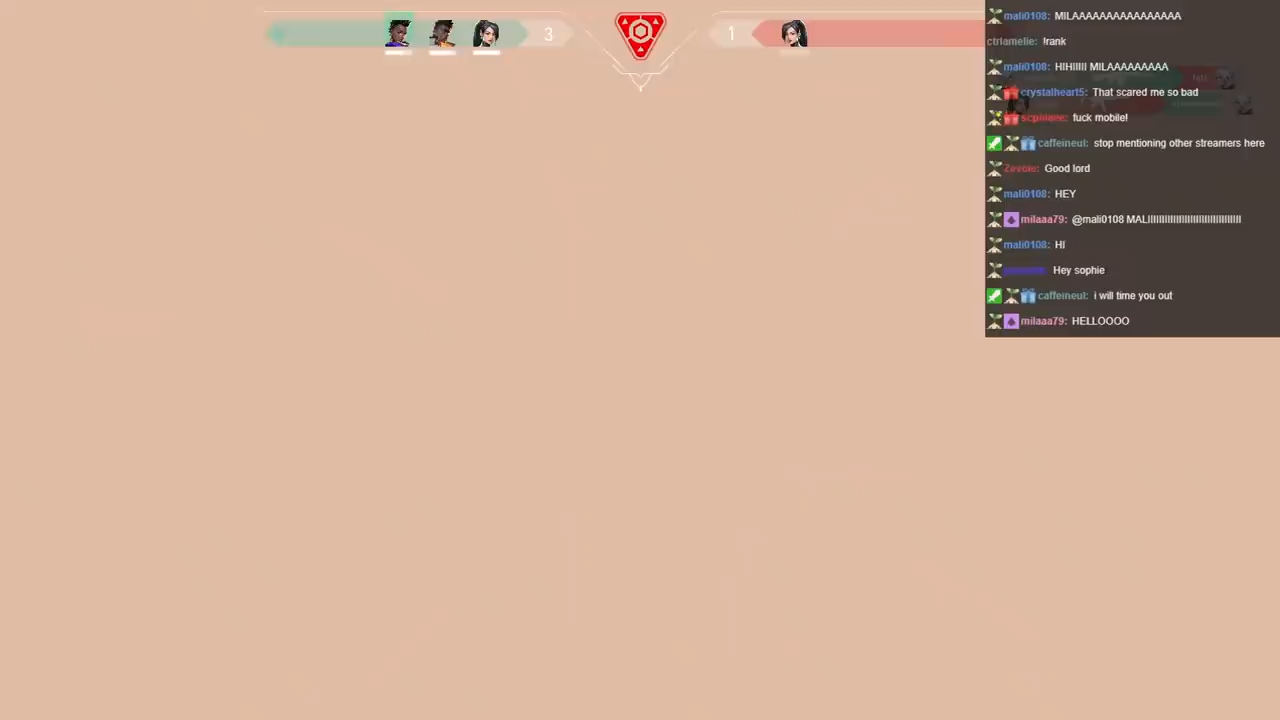 3
1
mali0108: MILAAAAAAAAAAAAAAAA
ctrlamelie: !rank
mali0108: HIHIIIII MILAAAAAAAAA
crystalheart5: That scared me so bad
fuck mobile!
caffeineul: stop mentioning other streamers here
Good lord
mali0108: HEY
milaaa79: @mali0108 MALIIIIIIIIIIIIIIIIIIIIIIIIIIIIIIII
mali0108: HI
Hey sophie
caffeineul: i will time you out
milaaa79: HELLOOOO